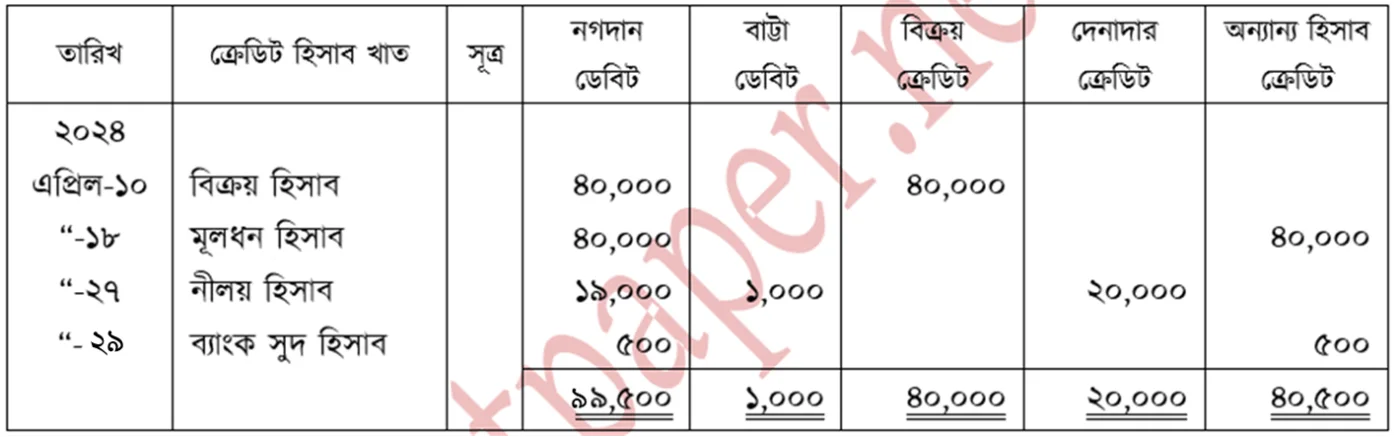 তারিখ ক্রেডিট হিসাব খাত সূত্র নগদান ডেবিট বাট্টা ডেবিট বিক্রয় ক্রেডিট দেনাদার ক্রেডিট অন্যান্য হিসাব ক্রেডিট
২০২৪
এপ্রিল-১০ বিক্রয় হিসাব ৪০,০০০ ৪০,০০০
“-১৮ মূলধন হিসাব ৪০,০০০ ৪০,০০০
“-২৭ নীলয় হিসাব ১৯,০০০ ১,০০০ ২০,০০০
“- ২৯ ব্যাংক সুদ হিসাব ৫০০ ৫০০
৯৯,৫০০ ১,০০০ ৪০,০০০ ২০,০০০ ৪০,৫০০